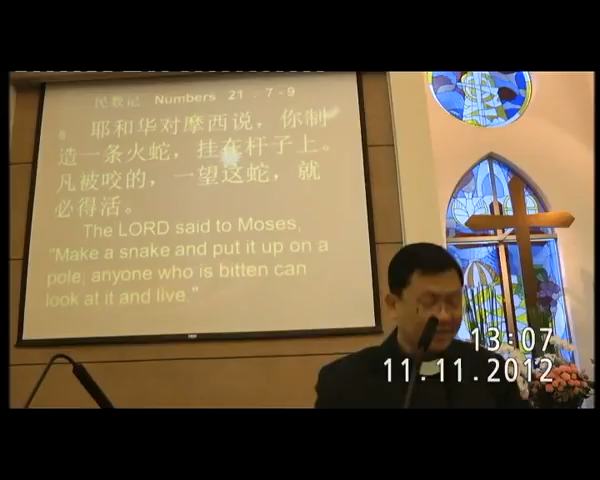 民数记 Numbers 21 : 7 - 9
8 耶和华对摩西说，你制
造一条火蛇，挂在杆子上。
凡被咬的，一望这蛇，就
必得活。
The LORD said to Moses,
"Make a snake and put it up on a
pole; anyone who is bitten can
look at it and live."
13:07
11.11.2012